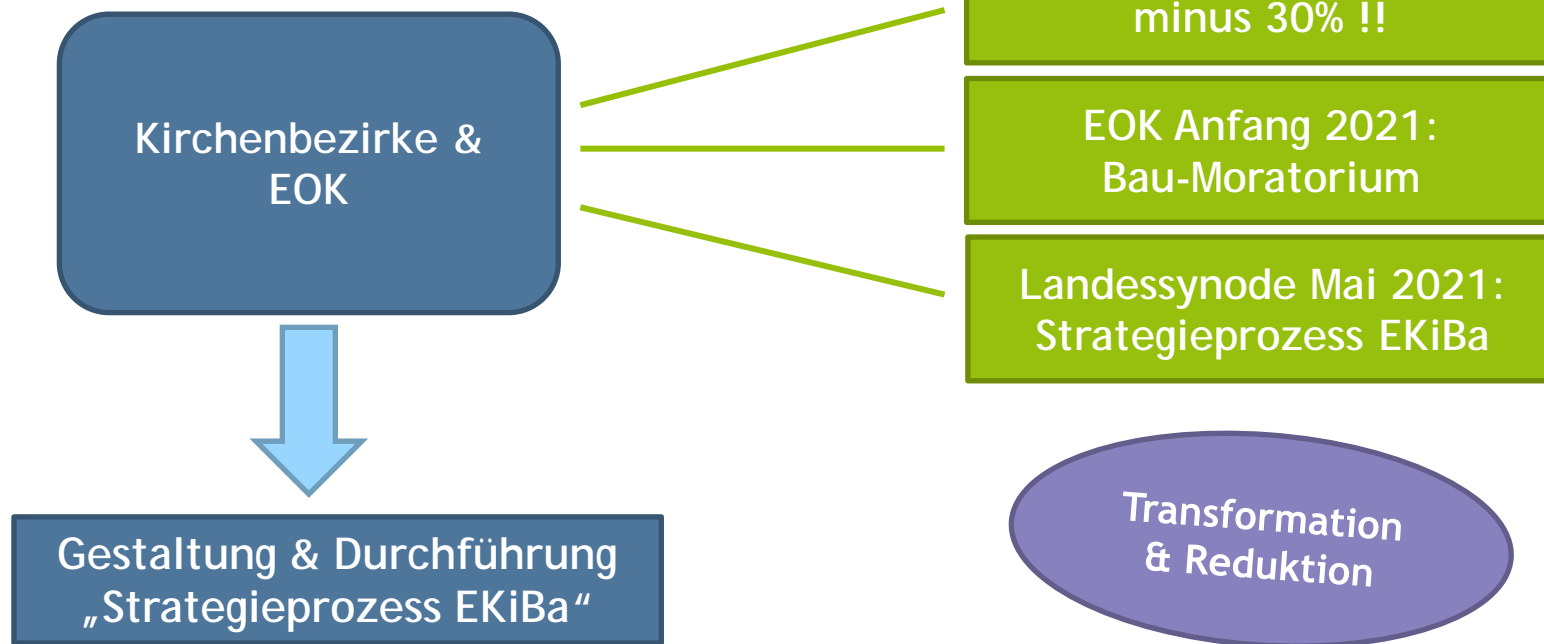 minus 30% !!
Kirchenbezirke &
EOK
EOK Anfang 2021:
Bau-Moratorium
Landessynode Mai 2021:
Strategieprozess EKiBa
Gestaltung & Durchführung
„Strategieprozess EKiBa“
Transformation
& Reduktion